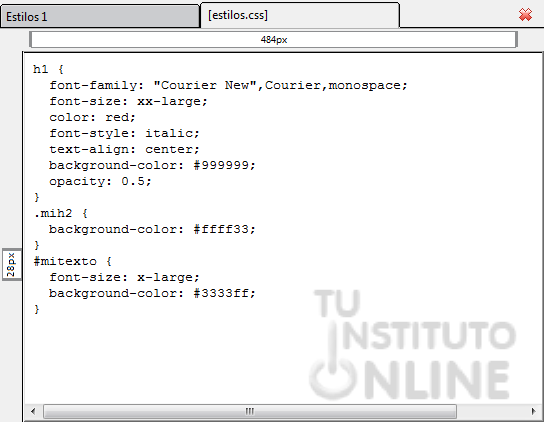 Estilos 1
[estilos.css]
484px
h1 {
  font-family: "Courier New",Courier,monospace;
  font-size: xx-large;
  color: red;
  font-style: italic;
  text-align: center;
  background-color: #999999;
  opacity: 0.5;
}
.mih2 {
  background-color: #ffff33;
}
28px
#mitexto {
  font-size: x-large;
  background-color: #3333ff;
}
TU
INSTITUTO
ONLINE